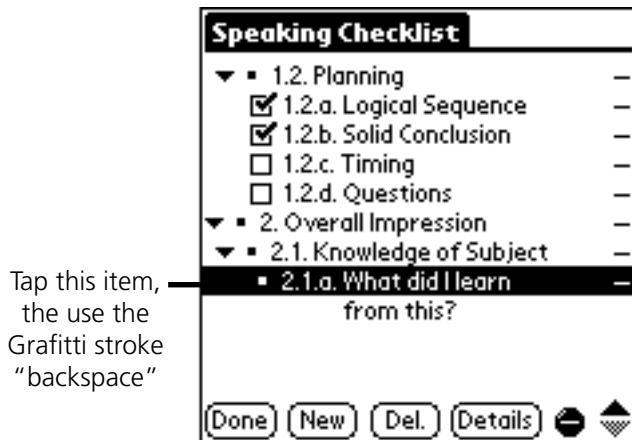 Speaking Checklist
▼ ▪ 1.2. Planning –
☑ 1.2.a. Logical Sequence –
☑ 1.2.b. Solid Conclusion –
☐ 1.2.c. Timing –
☐ 1.2.d. Questions –
▼ ▪ 2. Overall Impression –
▼ ▪ 2.1. Knowledge of Subject –
▪ 2.1.a. What did I learn –
from this?
Tap this item,
the use the
Grafitti stroke
“backspace”
Done New Del. Details